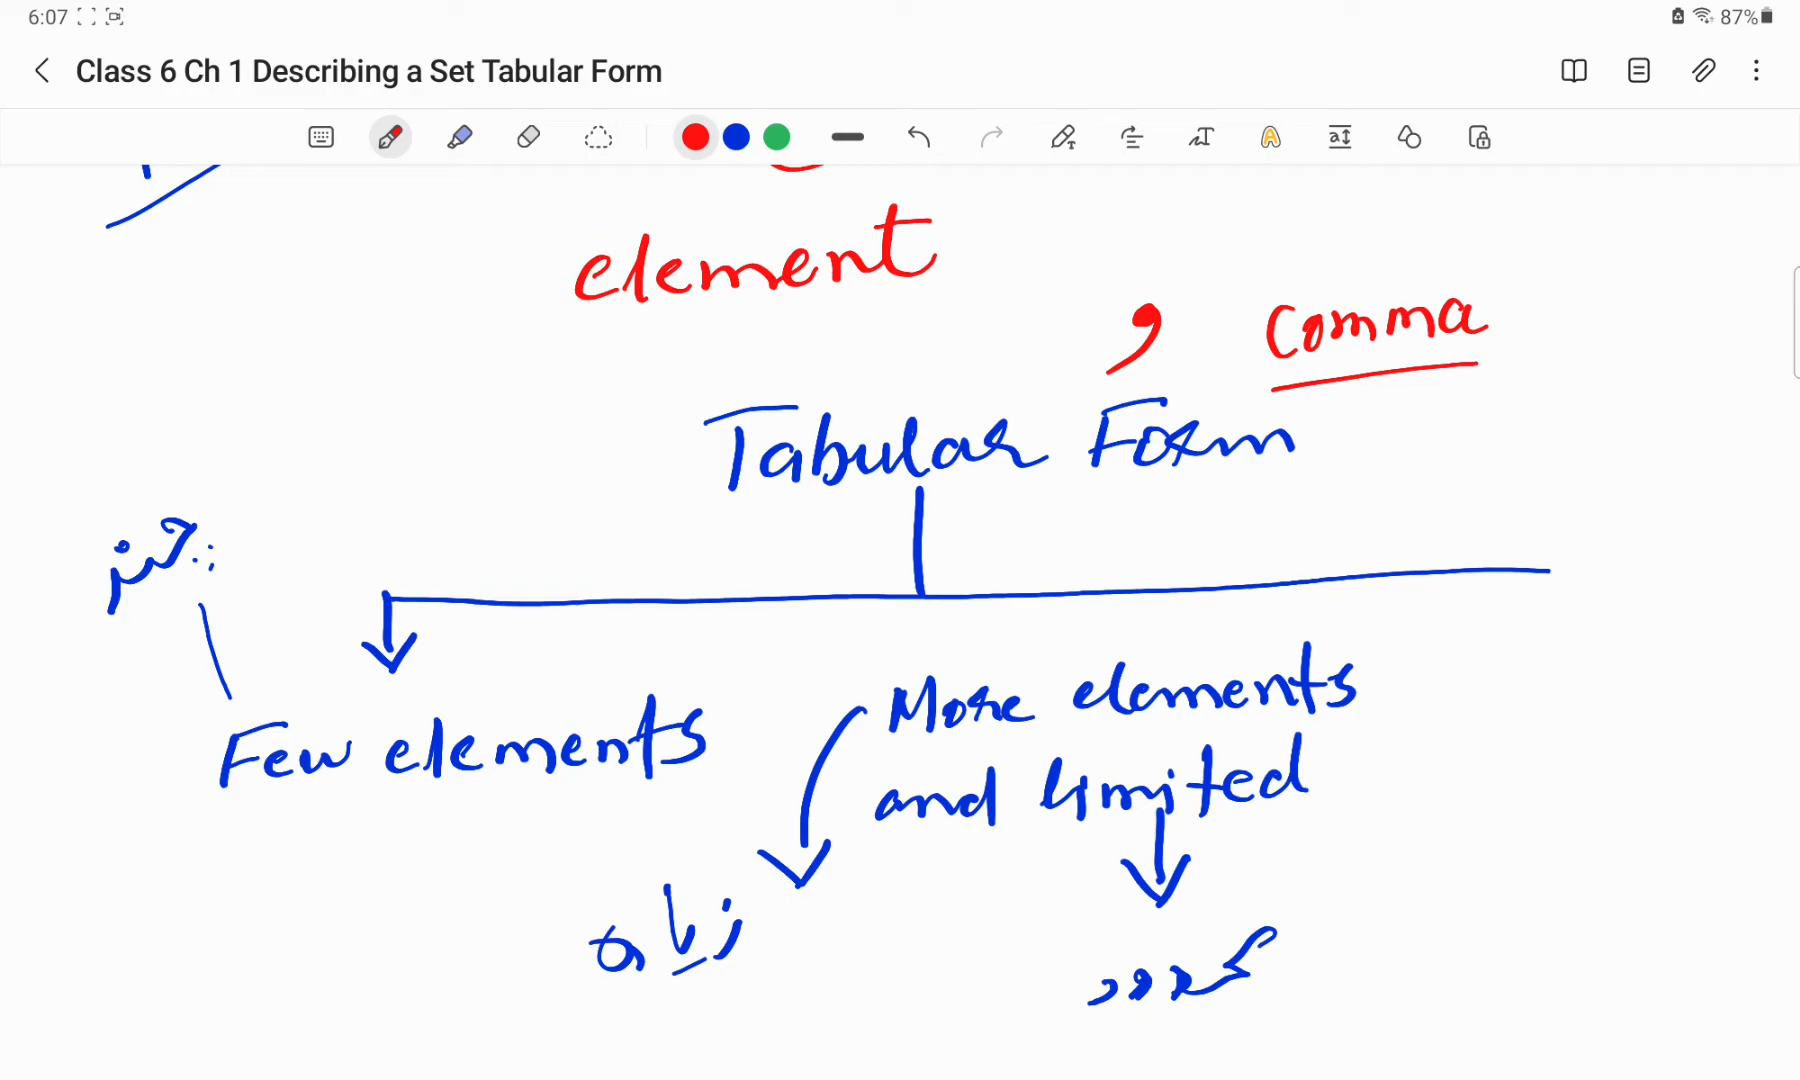 6:07 87%
Class 6 Ch 1 Describing a Set Tabular Form
element
, Comma
Tabular Form
Few elements
More elements
and limited
زیادہ
محدود